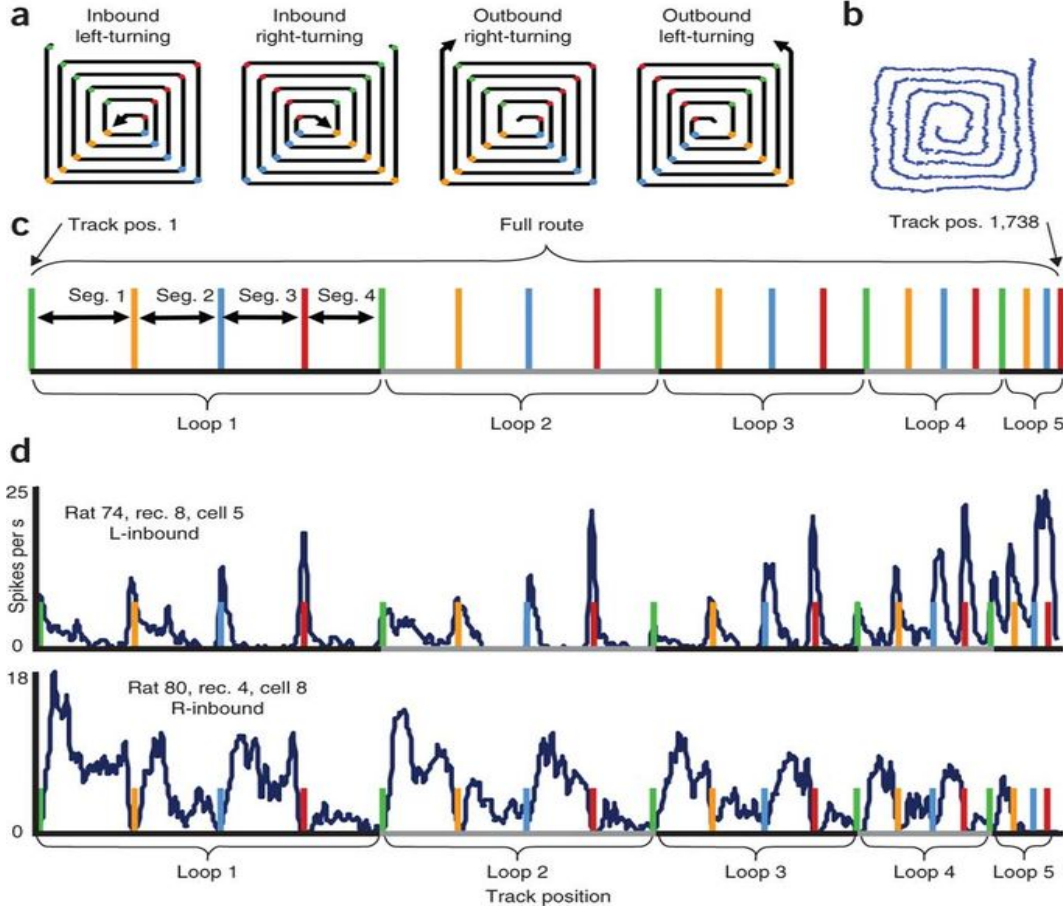 a
Inbound
left-turning
Inbound
right-turning
Outbound
right-turning
Outbound
left-turning
b
c
Track pos. 1
Full route
Track pos. 1,738
Seg. 1
Seg. 2
Seg. 3
Seg. 4
Loop 1
Loop 2
Loop 3
Loop 4
Loop 5
d
25
Spikes per s
0
Rat 74, rec. 8, cell 5
L-inbound
18
0
Rat 80, rec. 4, cell 8
R-inbound
Loop 1
Loop 2
Loop 3
Loop 4
Loop 5
Track position